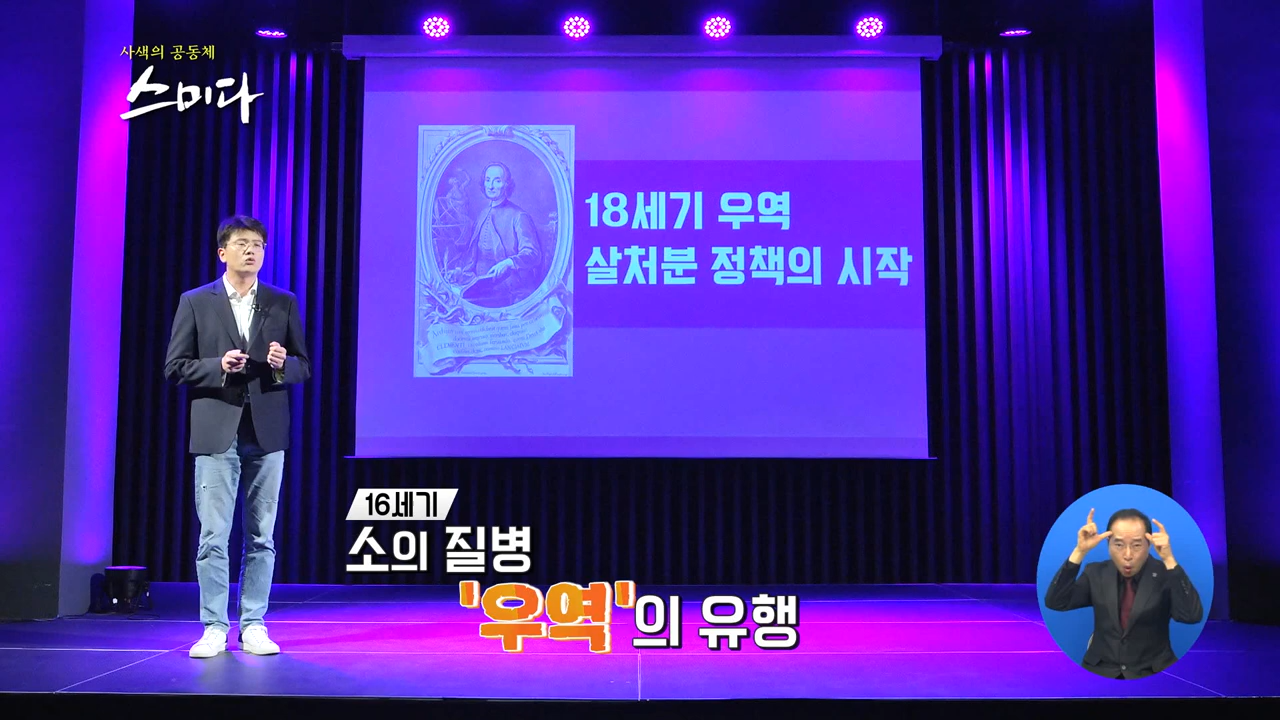 사색의 공동체
스미다
18세기 우역
살처분 정책의 시작
16세기
소의 질병
'우역'의 유행